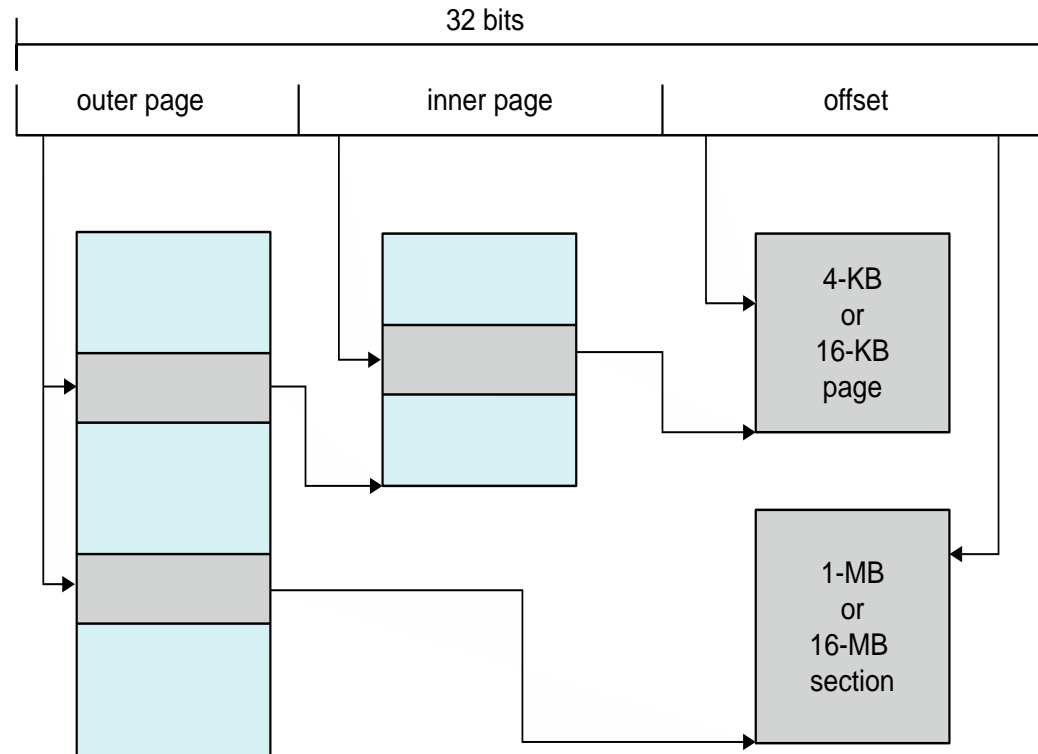 32 bits
outer page
inner page
offset
4-KB
or
16-KB
page
1-MB
or
16-MB
section